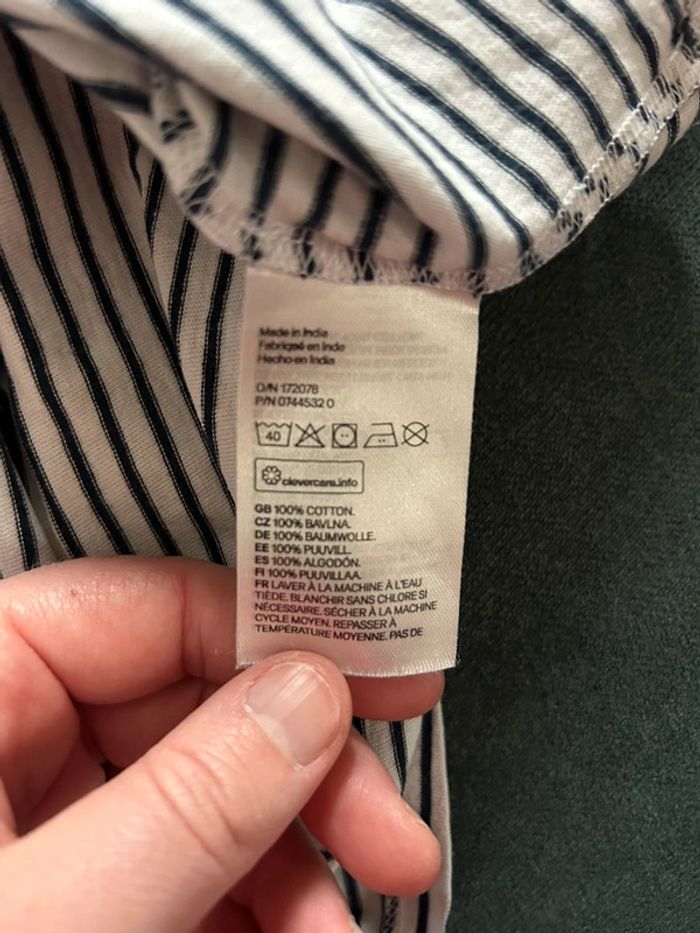 Made in India
Fabriqué en Inde
Hecho en India
O/N 172078
P/N 0744532 0
40
clevercare.info
GB 100% COTTON.
CZ 100% BAVLNA.
DE 100% BAUMWOLLE.
EE 100% PUUVILL.
ES 100% ALGODÓN.
FI 100% PUUVILLAA.
FR LAVER À LA MACHINE À L'EAU
TIÈDE. BLANCHIR SANS CHLORE SI
NÉCESSAIRE. SÉCHER À LA MACHINE
CYCLE MOYEN. REPASSER À
TEMPÉRATURE MOYENNE. PAS DE